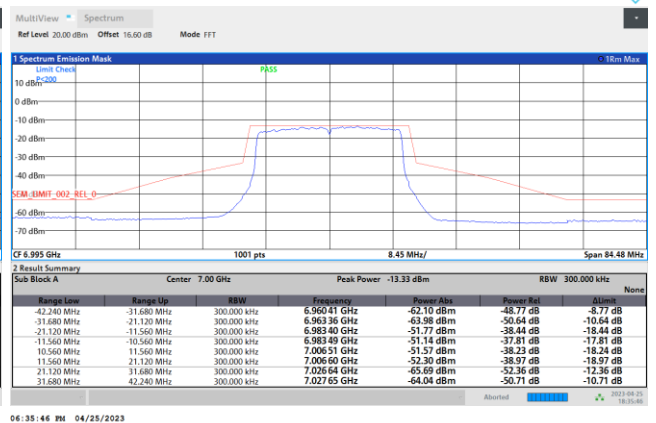 MultiView Spectrum
Ref Level 20.00 dBm Offset 16.60 dB Mode FFT
1 Spectrum Emission Mask 1Rm Max
Limit Check PASS
P<200
10 dBm
0 dBm
-10 dBm
-20 dBm
-30 dBm
-40 dBm
SEM_LIMIT_002_REL_0
-60 dBm
-70 dBm
CF 6.995 GHz 1001 pts 8.45 MHz/ Span 84.48 MHz
2 Result Summary
Sub Block A Center 7.00 GHz Peak Power -13.33 dBm RBW 300.000 kHz
None
Range Low Range Up RBW Frequency Power Abs Power Rel ΔLimit
-42.240 MHz -31.680 MHz 300.000 kHz 6.96041 GHz -62.10 dBm -48.77 dB -8.77 dB
-31.680 MHz -21.120 MHz 300.000 kHz 6.96336 GHz -63.98 dBm -50.64 dB -10.64 dB
-21.120 MHz -11.560 MHz 300.000 kHz 6.98340 GHz -51.77 dBm -38.44 dB -18.44 dB
-11.560 MHz -10.560 MHz 300.000 kHz 6.98349 GHz -51.14 dBm -37.81 dB -17.81 dB
10.560 MHz 11.560 MHz 300.000 kHz 7.00651 GHz -51.57 dBm -38.23 dB -18.24 dB
11.560 MHz 21.120 MHz 300.000 kHz 7.00660 GHz -52.30 dBm -38.97 dB -18.97 dB
21.120 MHz 31.680 MHz 300.000 kHz 7.02664 GHz -65.69 dBm -52.36 dB -12.36 dB
31.680 MHz 42.240 MHz 300.000 kHz 7.02765 GHz -64.04 dBm -50.71 dB -10.71 dB
Aborted 2023-04-25
18:35:46
06:35:46 PM 04/25/2023